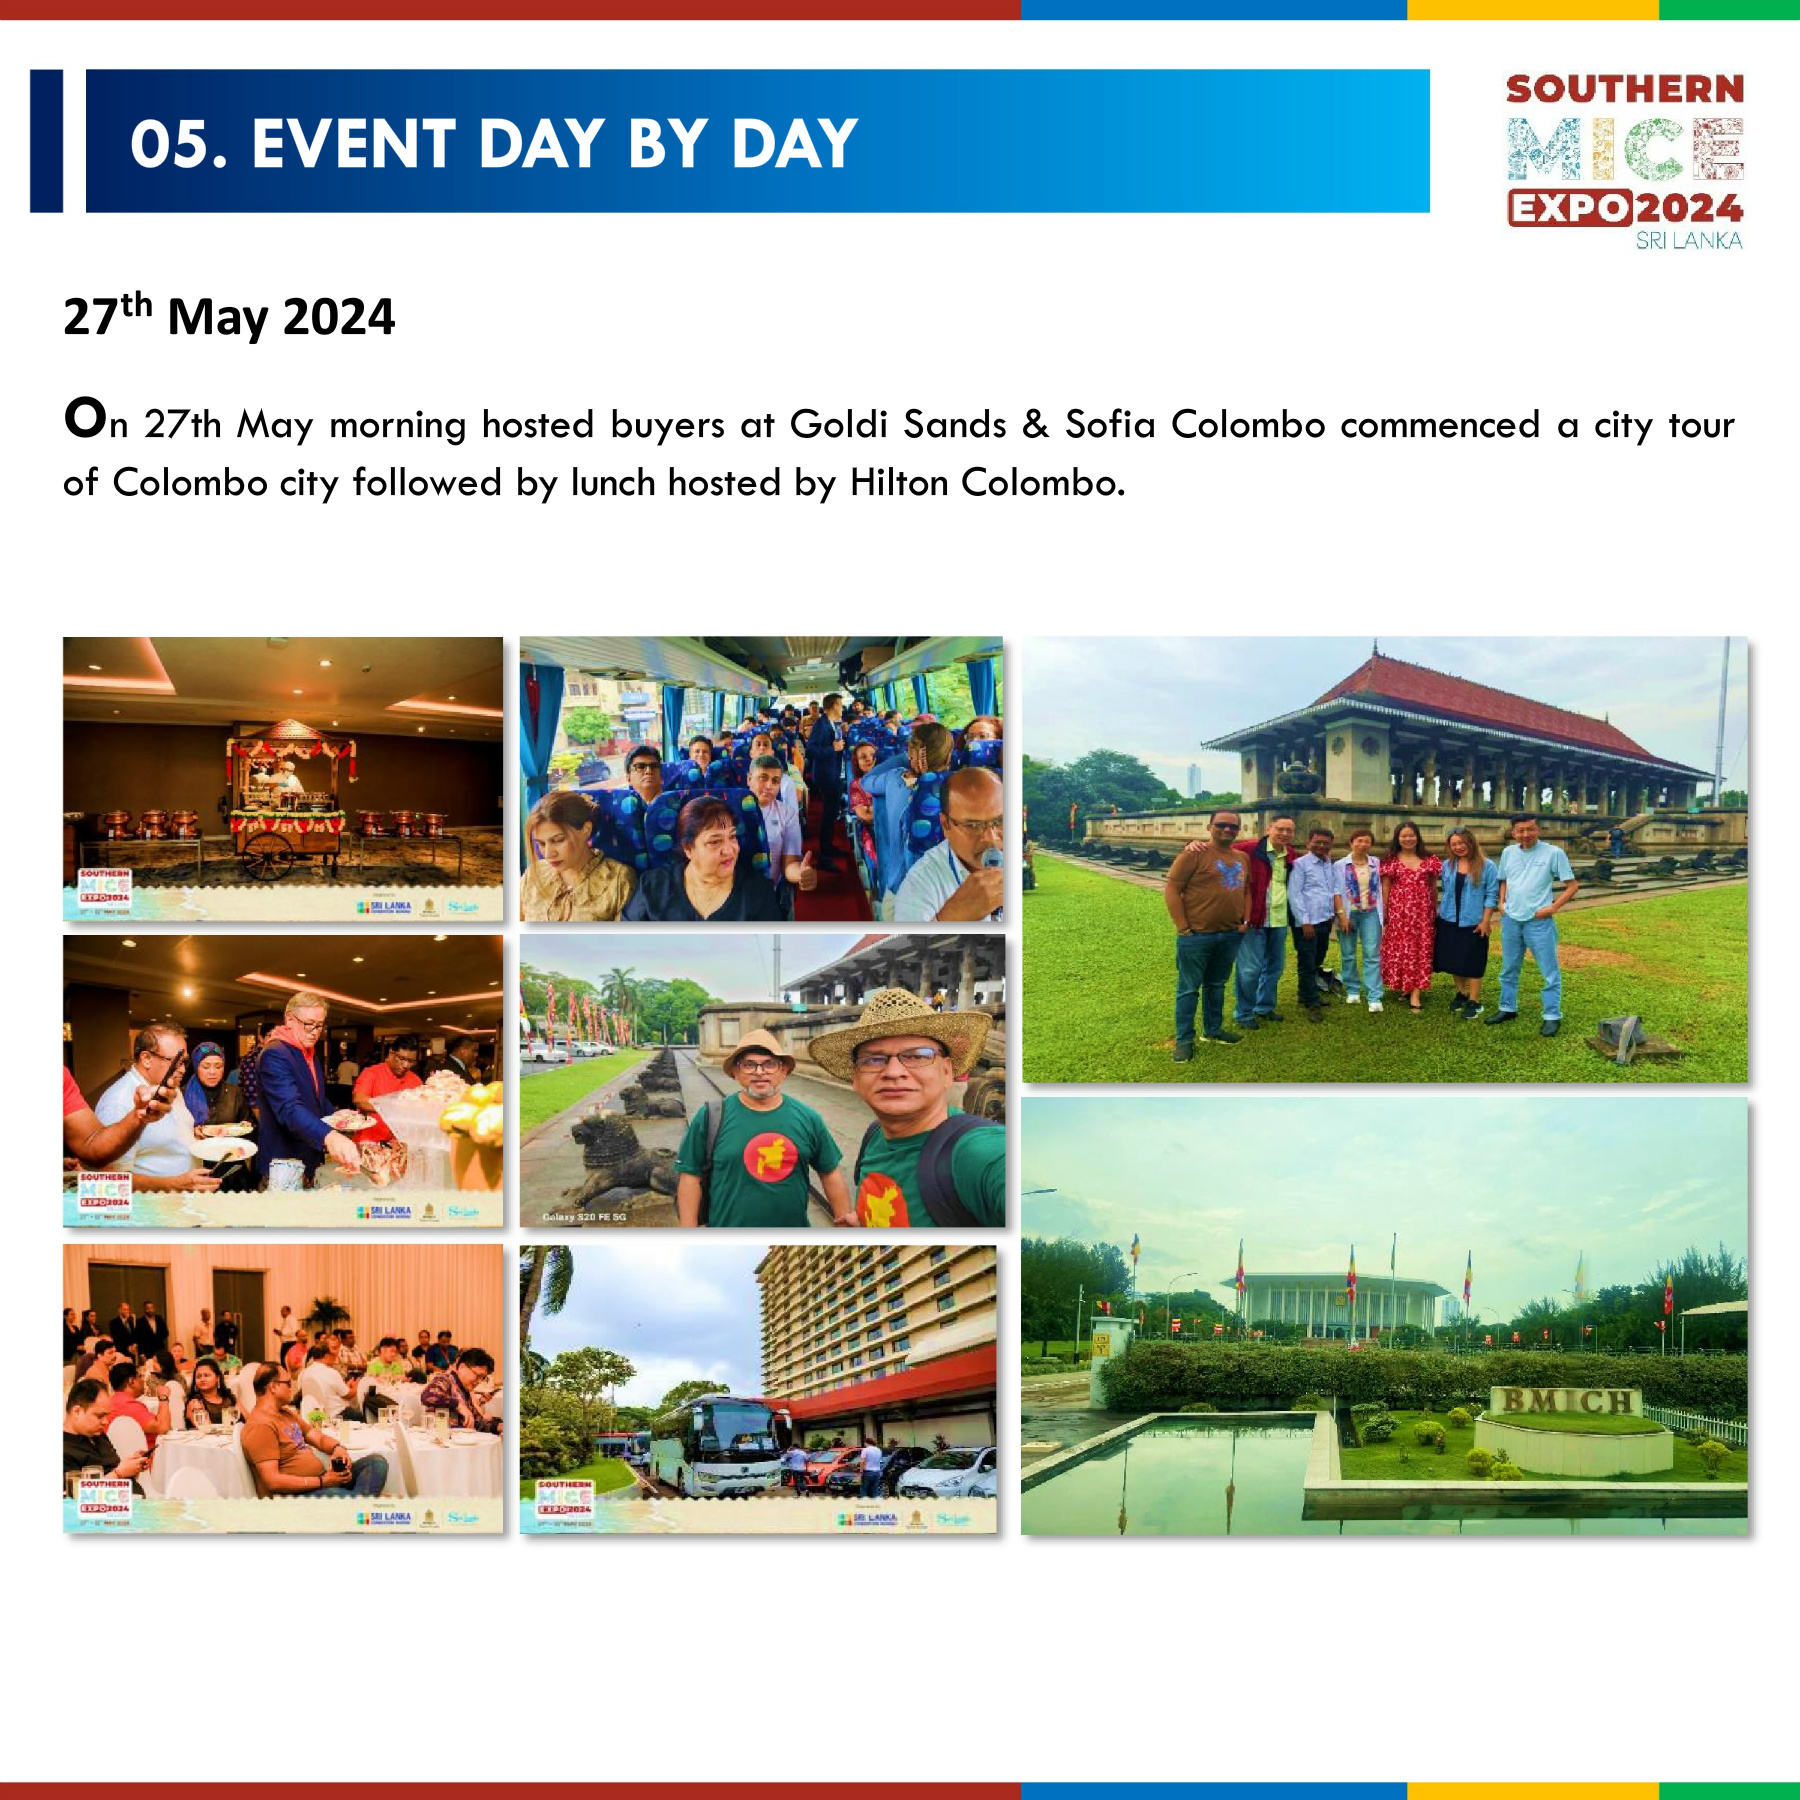 05. EVENT DAY BY DAY
SOUTHERN
MICE
EXPO2024
SRI LANKA
27th May 2024
On 27th May morning hosted buyers at Goldi Sands & Sofia Colombo commenced a city tour
of Colombo city followed by lunch hosted by Hilton Colombo.
SOUTHERN
MICE
EXPO2024
SRI LANKA
SOUTHERN
MICE
EXPO2024
SRI LANKA
Galaxy S20 FE 5G
BMICH
SOUTHERN
MICE
EXPO2024
SRI LANKA
SOUTHERN
MICE
EXPO2024
SRI LANKA